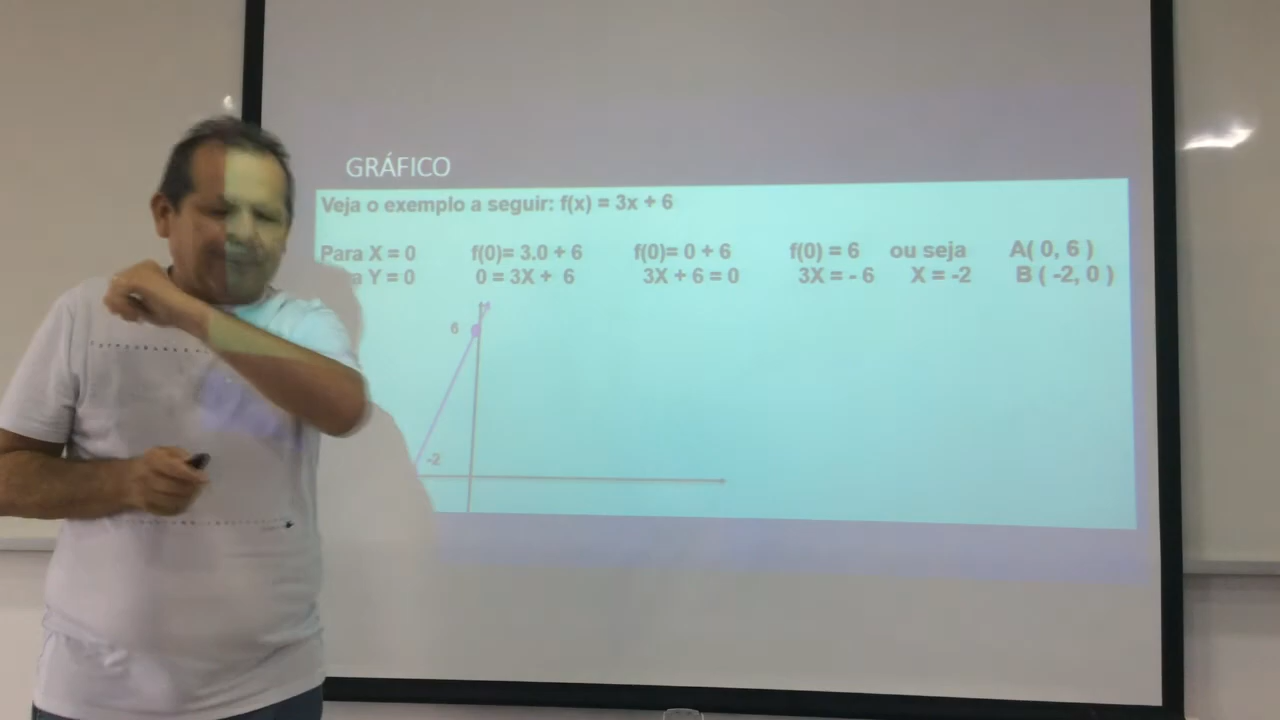 GRÁFICO
Veja o exemplo a seguir: f(x) = 3x + 6
Para X = 0 f(0)= 3.0 + 6 f(0)= 0 + 6 f(0) = 6 ou seja A( 0, 6 )
Y = 0 0 = 3X + 6 3X + 6 = 0 3X = - 6 X = -2 B ( -2, 0 )
6
-2